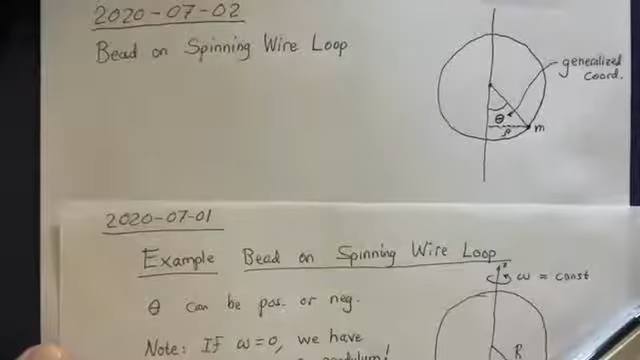 2020-07-02
Bead on Spinning Wire Loop
generalized
coord.
θ
m
ρ
2020-07-01
Example Bead on Spinning Wire Loop
θ can be pos. or neg.
Note: If ω=0, we have
pendulum!
z
ω = const
R